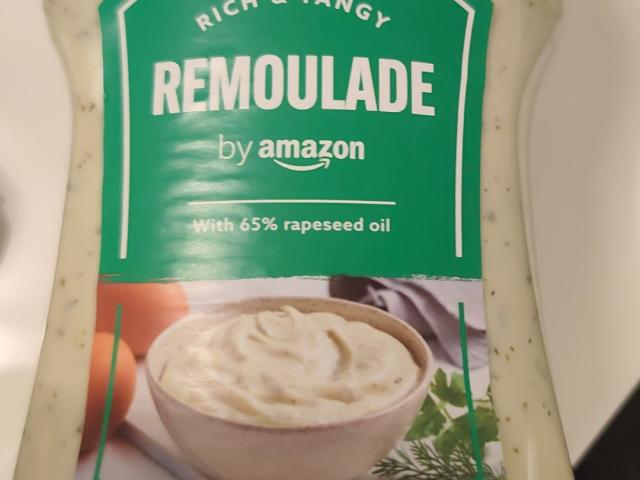 RICH & TANGY
REMOULADE
by amazon
With 65% rapeseed oil